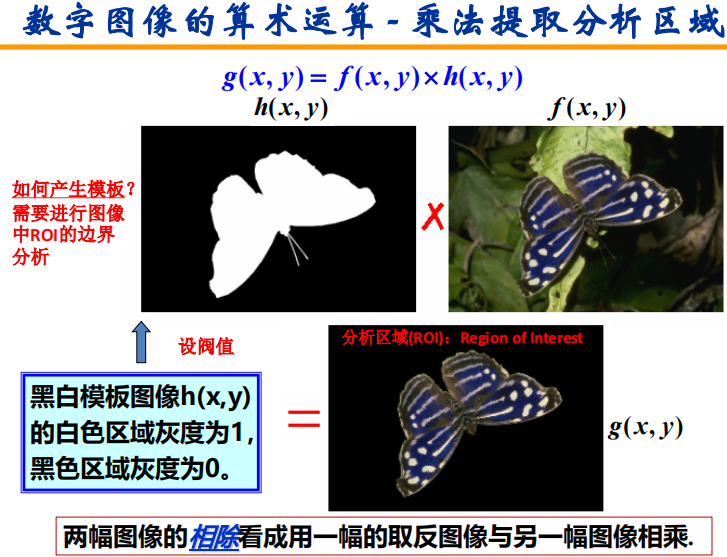 数字图像的算术运算-乘法提取分析区域
g(x, y) = f(x, y)×h(x, y)
h(x, y)
f(x, y)
如何产生模板?
需要进行图像
中ROI的边界
分析
×
设阀值
分析区域(ROI)：Region of Interest
黑白模板图像h(x,y)
的白色区域灰度为1,
黑色区域灰度为0。
=
g(x, y)
两幅图像的相除看成用一幅的取反图像与另一幅图像相乘.